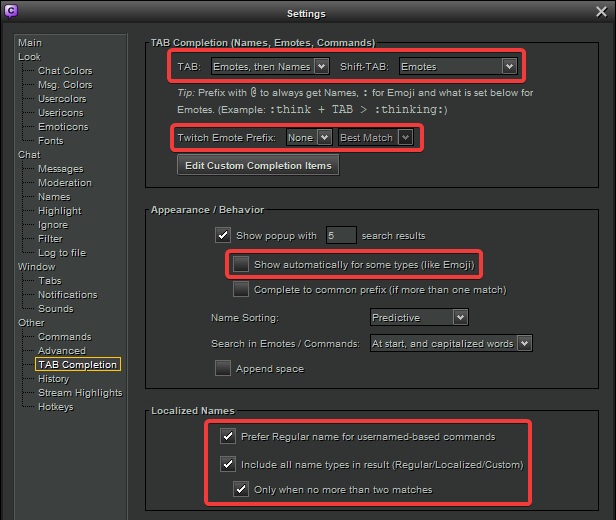 C
Settings
Main
Look
Chat Colors
Msg. Colors
Usercolors
Usericons
Emoticons
Fonts
Chat
Messages
Moderation
Names
Highlight
Ignore
Filter
Log to file
Window
Tabs
Notifications
Sounds
Other
Commands
Advanced
TAB Completion
History
Stream Highlights
Hotkeys
TAB Completion (Names, Emotes, Commands)
TAB: Emotes, then Names Shift-TAB: Emotes
Tip: Prefix with @ to always get Names, : for Emoji and what is set below for
Emotes. (Example: :think + TAB > :thinking:)
Twitch Emote Prefix: None Best Match
Edit Custom Completion Items
Appearance / Behavior
Show popup with 5 search results
Show automatically for some types (like Emoji)
Complete to common prefix (if more than one match)
Name Sorting: Predictive
Search in Emotes / Commands: At start, and capitalized words
Append space
Localized Names
Prefer Regular name for usernamed-based commands
Include all name types in result (Regular/Localized/Custom)
Only when no more than two matches